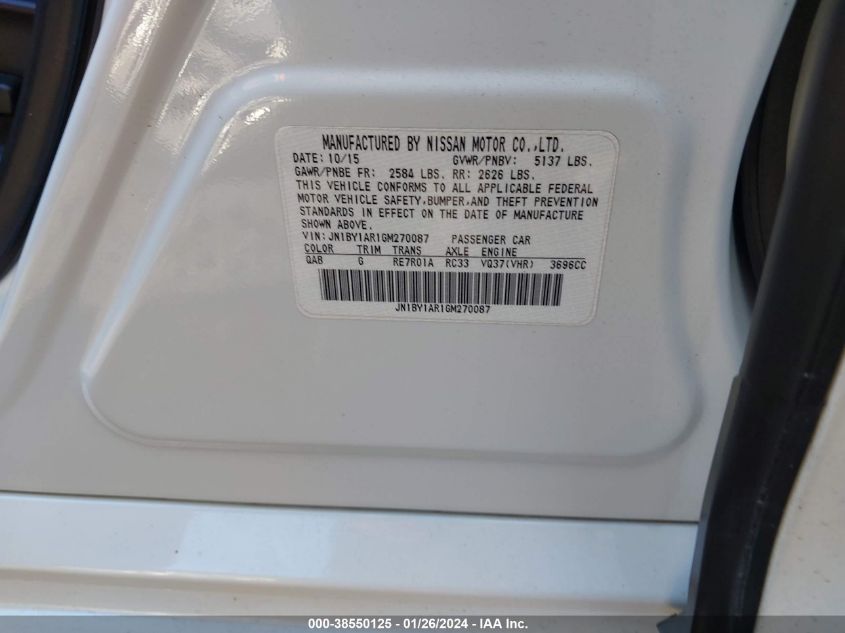 MANUFACTURED BY NISSAN MOTOR CO.,LTD.
DATE: 10/15 GVWR/PNBV: 5137 LBS.
GAWR/PNBE FR: 2584 LBS. RR: 2626 LBS.
THIS VEHICLE CONFORMS TO ALL APPLICABLE FEDERAL
MOTOR VEHICLE SAFETY,BUMPER,AND THEFT PREVENTION
STANDARDS IN EFFECT ON THE DATE OF MANUFACTURE
SHOWN ABOVE.
VIN: JN1BY1AR1GM270087 PASSENGER CAR
COLOR TRIM TRANS AXLE ENGINE
QAB G RE7R01A RC33 VQ37(VHR) 3696CC
JN1BY1AR1GM270087
000-38550125 - 01/26/2024 - IAA Inc.